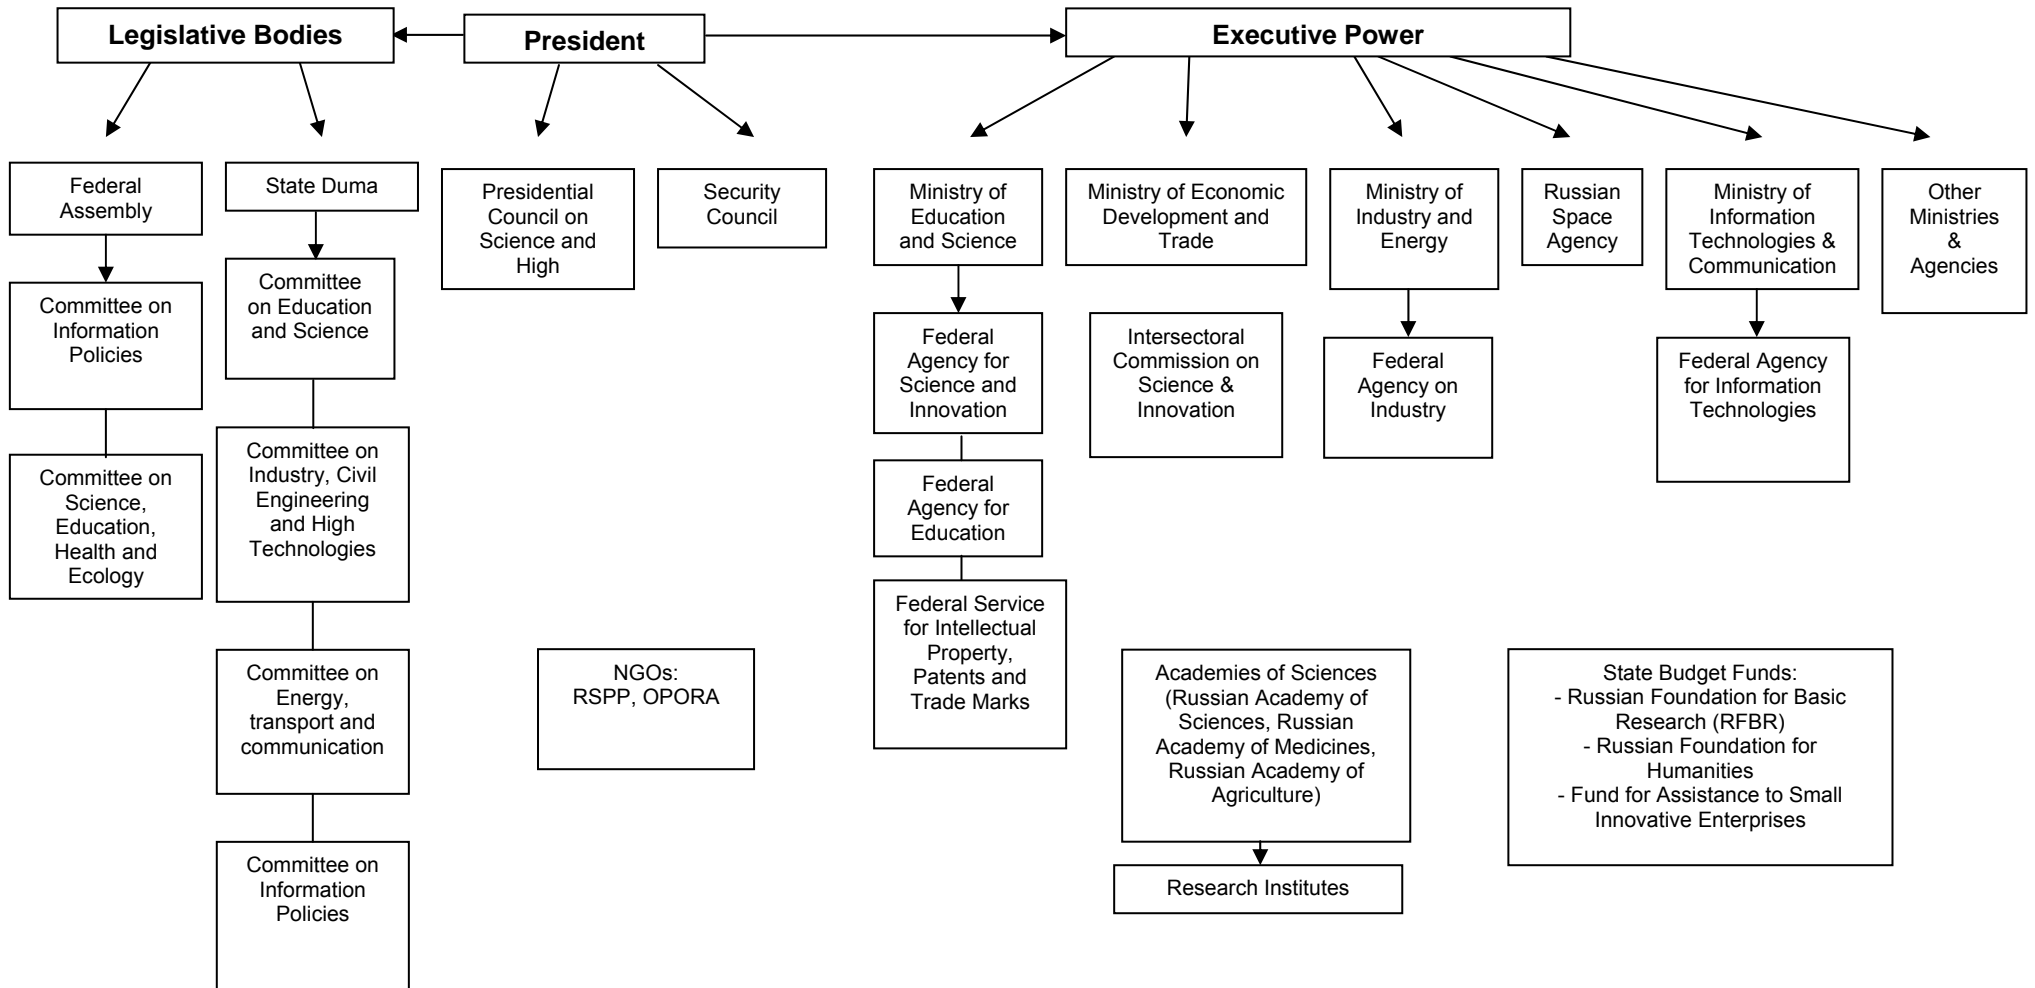 Legislative Bodies
President
Executive Power
Federal
Assembly
State Duma
Presidential
Council on
Science and
High
Security
Council
Ministry of
Education
and Science
Ministry of Economic
Development and
Trade
Ministry of
Industry and
Energy
Russian
Space
Agency
Ministry of
Information
Technologies &
Communication
Other
Ministries
&
Agencies
Committee on
Information
Policies
Committee
on Education
and Science
Federal
Agency for
Science and
Innovation
Intersectoral
Commission on
Science &
Innovation
Federal
Agency on
Industry
Federal Agency
for Information
Technologies
Committee on
Science,
Education,
Health and
Ecology
Committee on
Industry, Civil
Engineering
and High
Technologies
Federal
Agency for
Education
Federal Service
for Intellectual
Property,
Patents and
Trade Marks
Committee on
Energy,
transport and
communication
NGOs:
RSPP, OPORA
Academies of Sciences
(Russian Academy of
Sciences, Russian
Academy of Medicines,
Russian Academy of
Agriculture)
State Budget Funds:
- Russian Foundation for Basic
Research (RFBR)
- Russian Foundation for
Humanities
- Fund for Assistance to Small
Innovative Enterprises
Committee on
Information
Policies
Research Institutes